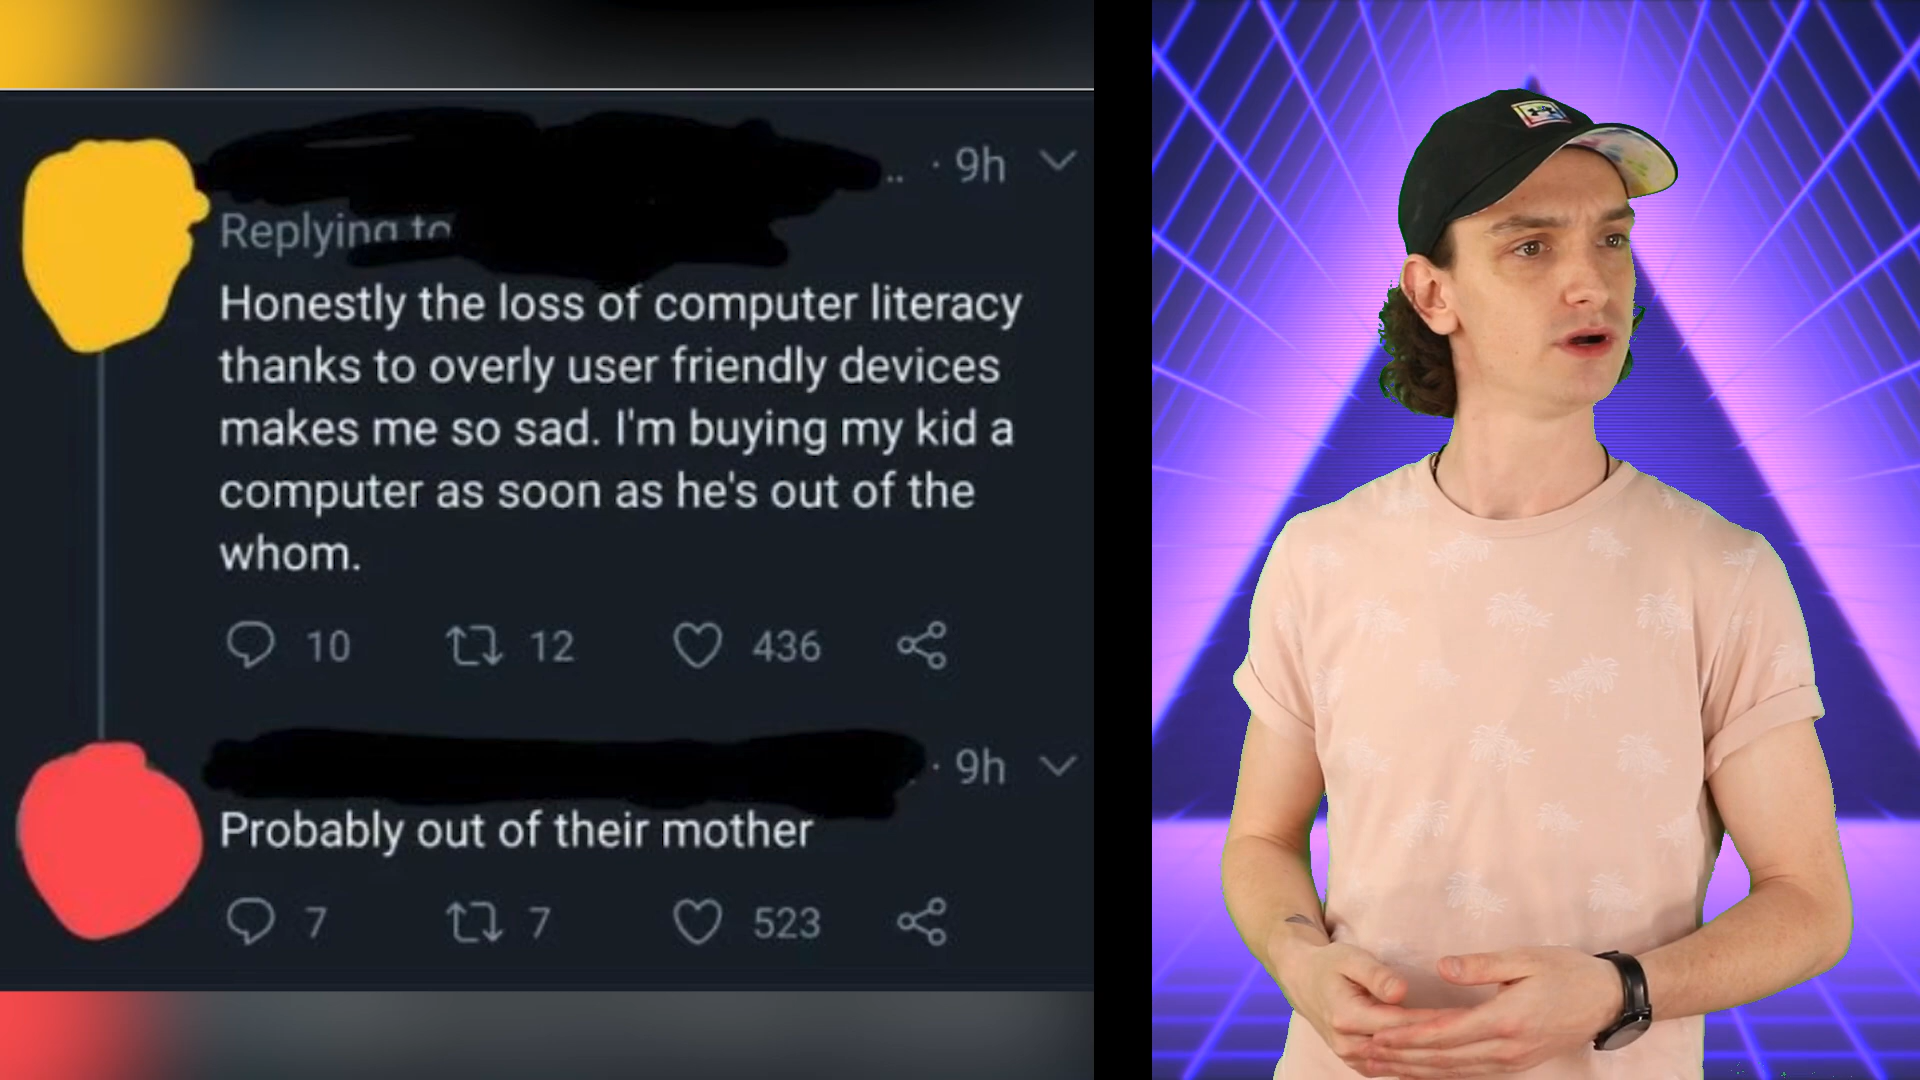 9h
Replying to
Honestly the loss of computer literacy
thanks to overly user friendly devices
makes me so sad. I'm buying my kid a
computer as soon as he's out of the
whom.
10 12 436
9h
Probably out of their mother
7 7 523